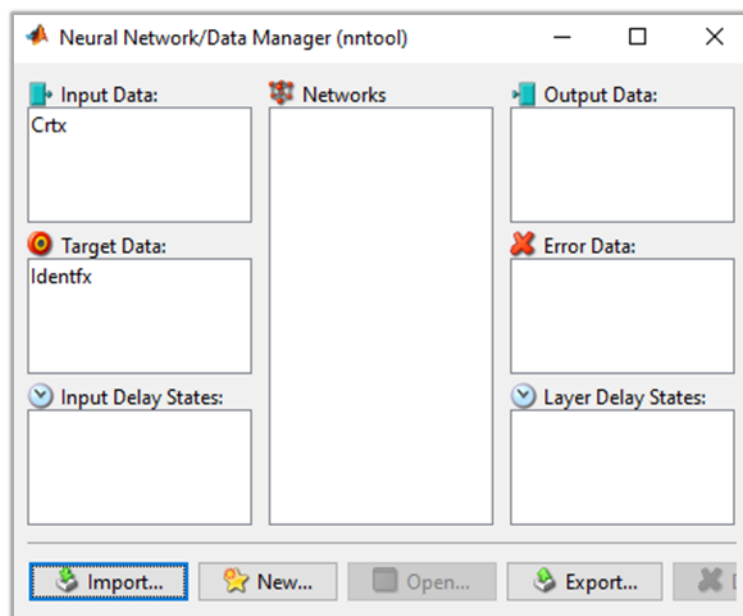 Neural Network/Data Manager (nntool)
Input Data:
Crtx
Networks
Output Data:
Target Data:
Identfx
Error Data:
Input Delay States:
Layer Delay States:
Import...
New...
Open...
Export...